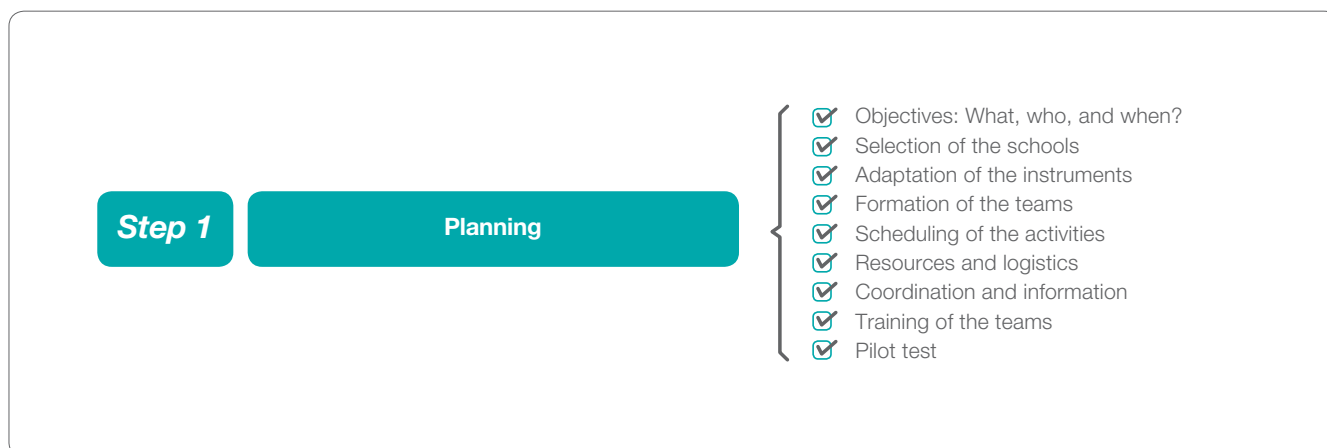 Step 1
Planning
Objectives: What, who, and when?
Selection of the schools
Adaptation of the instruments
Formation of the teams
Scheduling of the activities
Resources and logistics
Coordination and information
Training of the teams
Pilot test